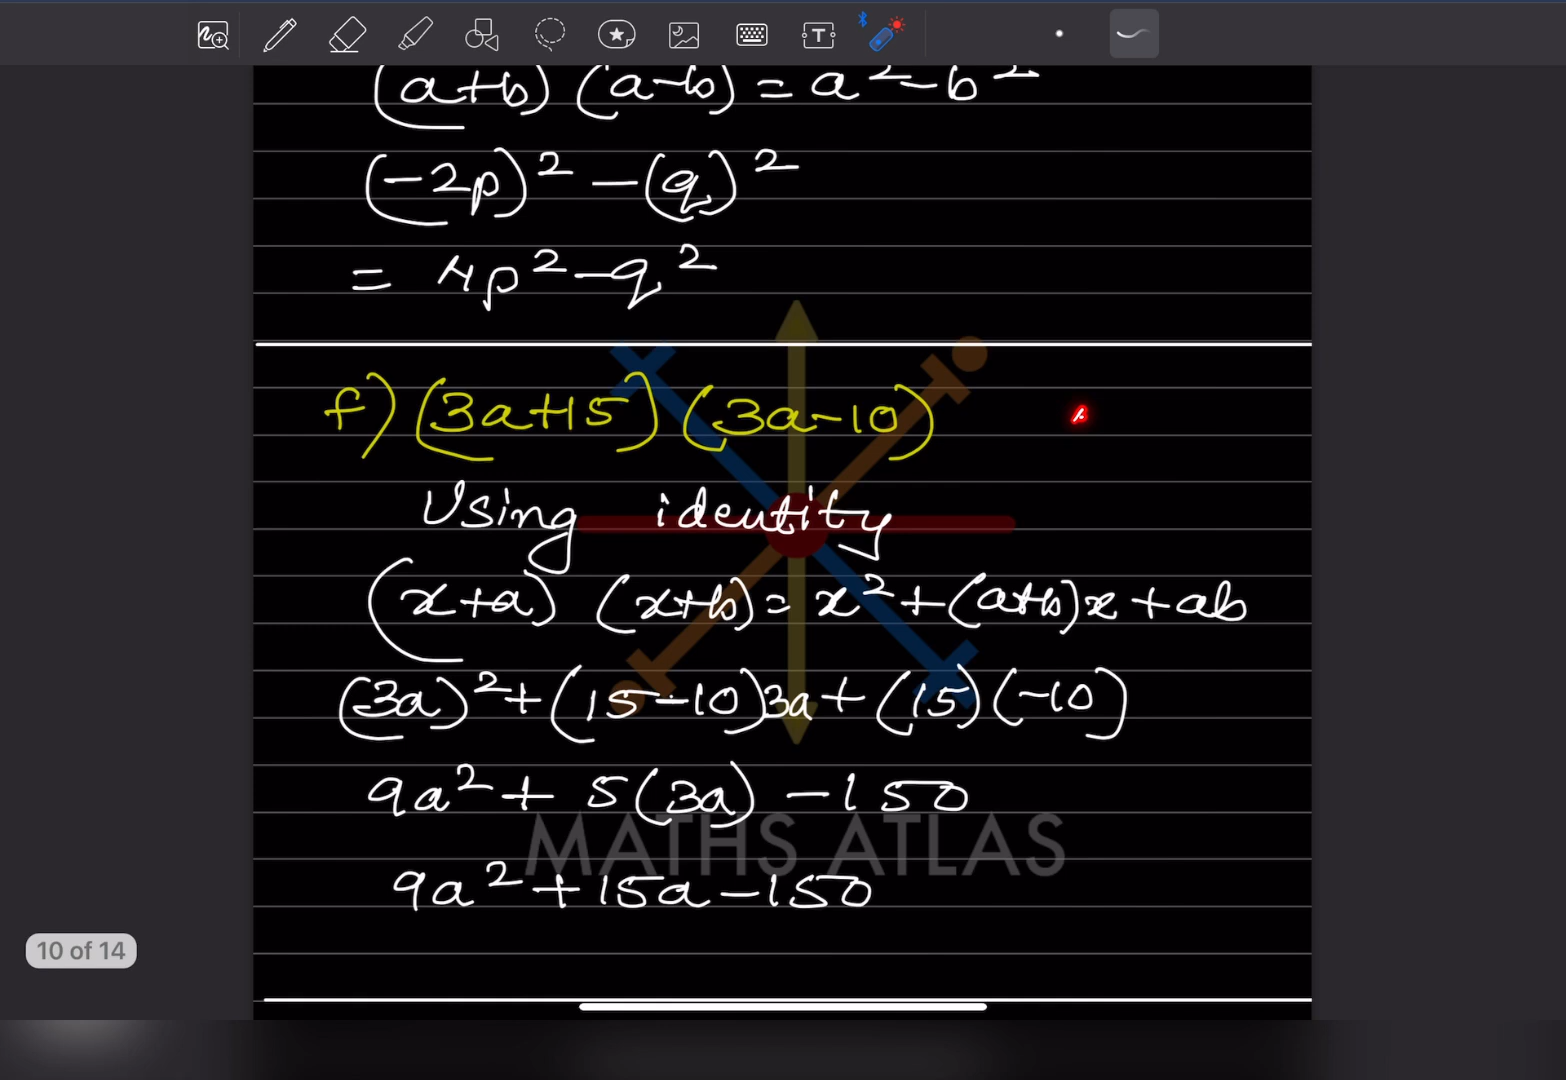 (a+b) (a-b) = a²-b²
(-2p)² -(q)²
= 4p²-q²
f) (3a+15) (3a-10)
Using identity
(x+a) (x+b) = x²+(a+b)x+ab
(3a)²+(15-10)3a+(15)(-10)
9a²+ 5(3a) -150
MATHS ATLAS
9a²+15a-150
10 of 14